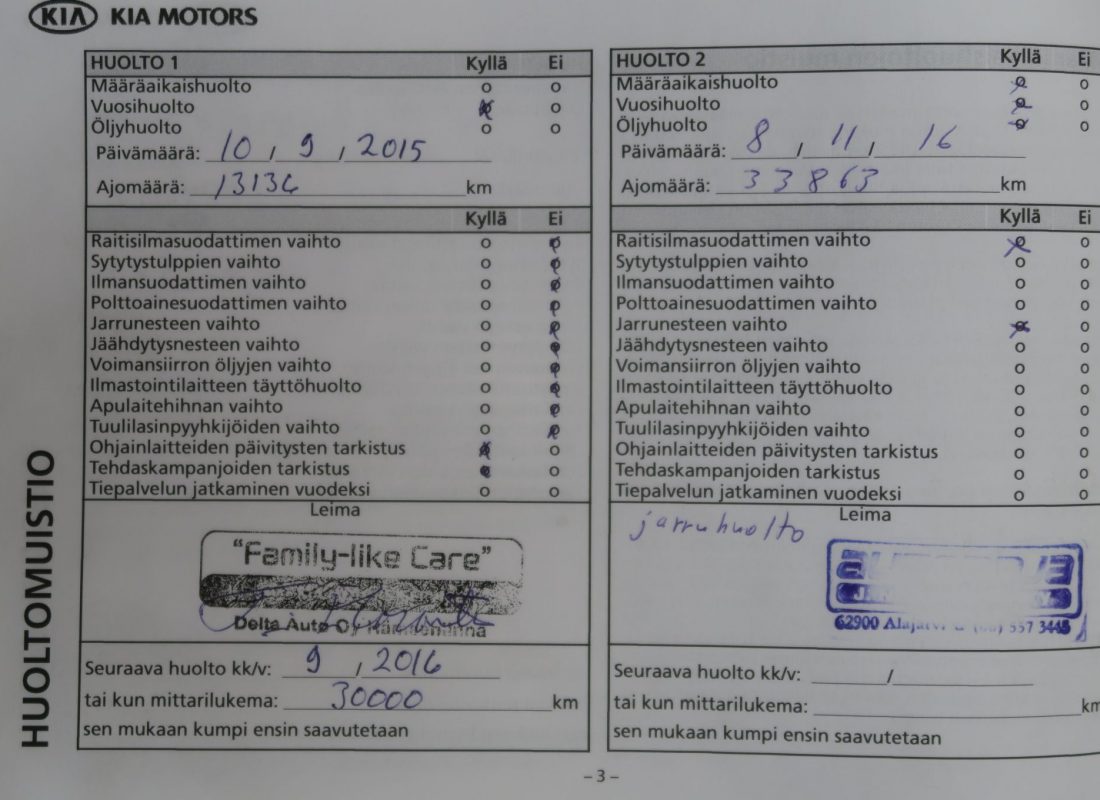 KIA KIA MOTORS
HUOLTO 1 Kyllä Ei
Määräaikaishuolto o o
Vuosihuolto o
Öljyhuolto o o
Päivämäärä: 10 / 9 / 2015
Ajomäärä: 13136 km
Kyllä Ei
Raitisilmasuodattimen vaihto o
Sytytystulppien vaihto o
Ilmansuodattimen vaihto o
Polttoainesuodattimen vaihto o
Jarrunesteen vaihto o
Jäähdytysnesteen vaihto o
Voimansiirron öljyjen vaihto o
Ilmastointilaitteen täyttöhuolto o
Apulaitehihnan vaihto o
Tuulilasinpyyhkijöiden vaihto o
Ohjainlaitteiden päivitysten tarkistus o
Tehdaskampanjoiden tarkistus o
Tiepalvelun jatkaminen vuodeksi o o
Leima
"Family-like Care"
Delta Auto Oy
Seuraava huolto kk/v: 9 / 2016
tai kun mittarilukema: 30000 km
sen mukaan kumpi ensin saavutetaan
HUOLTO 2 Kyllä Ei
Määräaikaishuolto o
Vuosihuolto o
Öljyhuolto o
Päivämäärä: 8 / 11 / 16
Ajomäärä: 33863 km
Kyllä Ei
Raitisilmasuodattimen vaihto o
Sytytystulppien vaihto o o
Ilmansuodattimen vaihto o o
Polttoainesuodattimen vaihto o o
Jarrunesteen vaihto o
Jäähdytysnesteen vaihto o o
Voimansiirron öljyjen vaihto o o
Ilmastointilaitteen täyttöhuolto o o
Apulaitehihnan vaihto o o
Tuulilasinpyyhkijöiden vaihto o o
Ohjainlaitteiden päivitysten tarkistus o o
Tehdaskampanjoiden tarkistus o o
Tiepalvelun jatkaminen vuodeksi o o
Leima
jarruhuolto
62900 Alajärvi 557 3445
Seuraava huolto kk/v: /
tai kun mittarilukema: km
sen mukaan kumpi ensin saavutetaan
HUOLTOMUISTIO
– 3 –